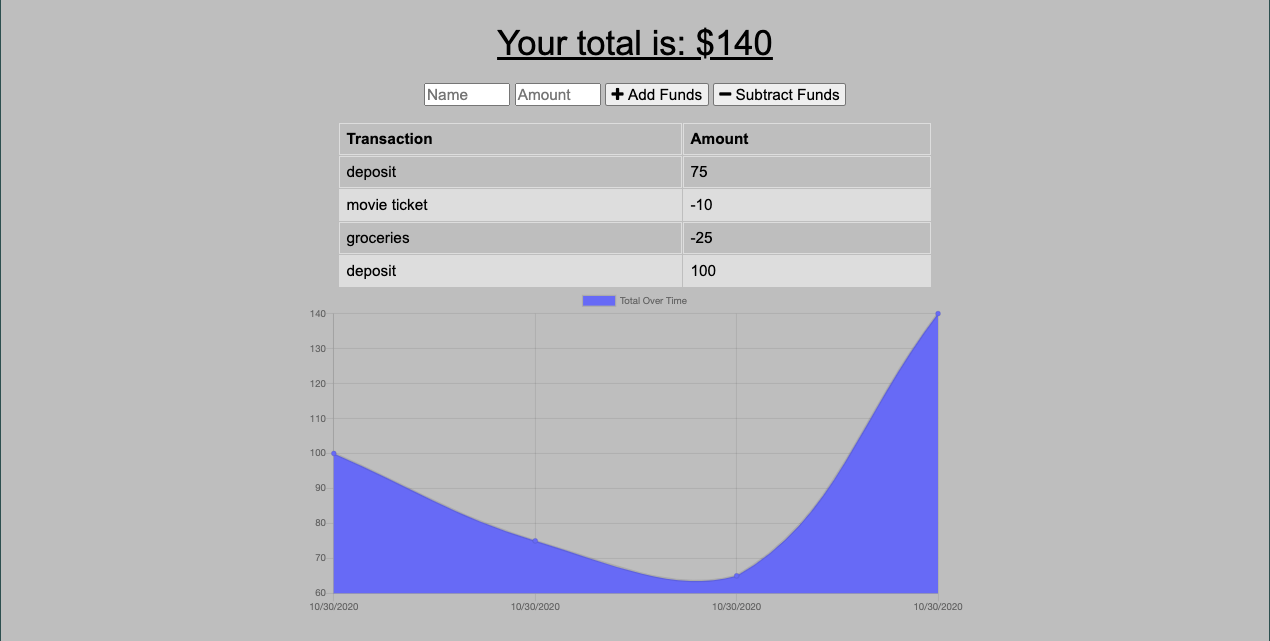 Your total is: $140
Name Amount Add Funds Subtract Funds
Transaction Amount
deposit 75
movie ticket -10
groceries -25
deposit 100
Total Over Time
140
130
120
110
100
90
80
70
60
10/30/2020 10/30/2020 10/30/2020 10/30/2020